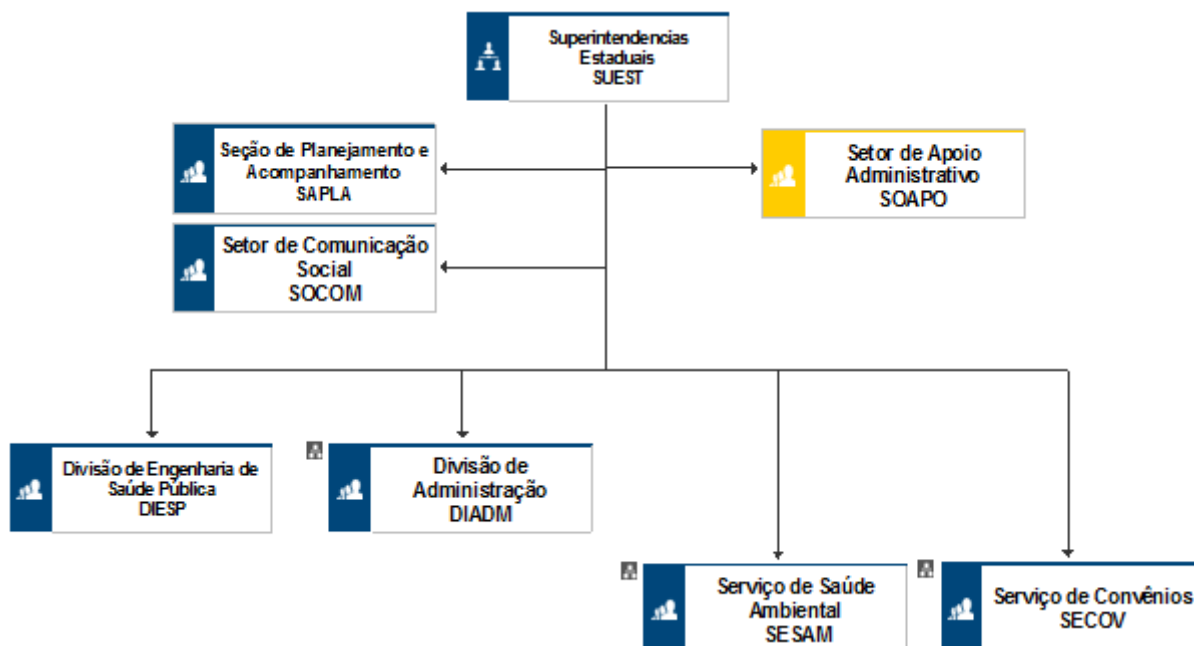 Superintendencias
Estaduais
SUEST
Seção de Planejamento e
Acompanhamento
SAPLA
Setor de Apoio
Administrativo
SOAPO
Setor de Comunicação
Social
SOCOM
Divisão de Engenharia de
Saúde Pública
DIESP
Divisão de
Administração
DIADM
Serviço de Saúde
Ambiental
SESAM
Serviço de Convênios
SECOV